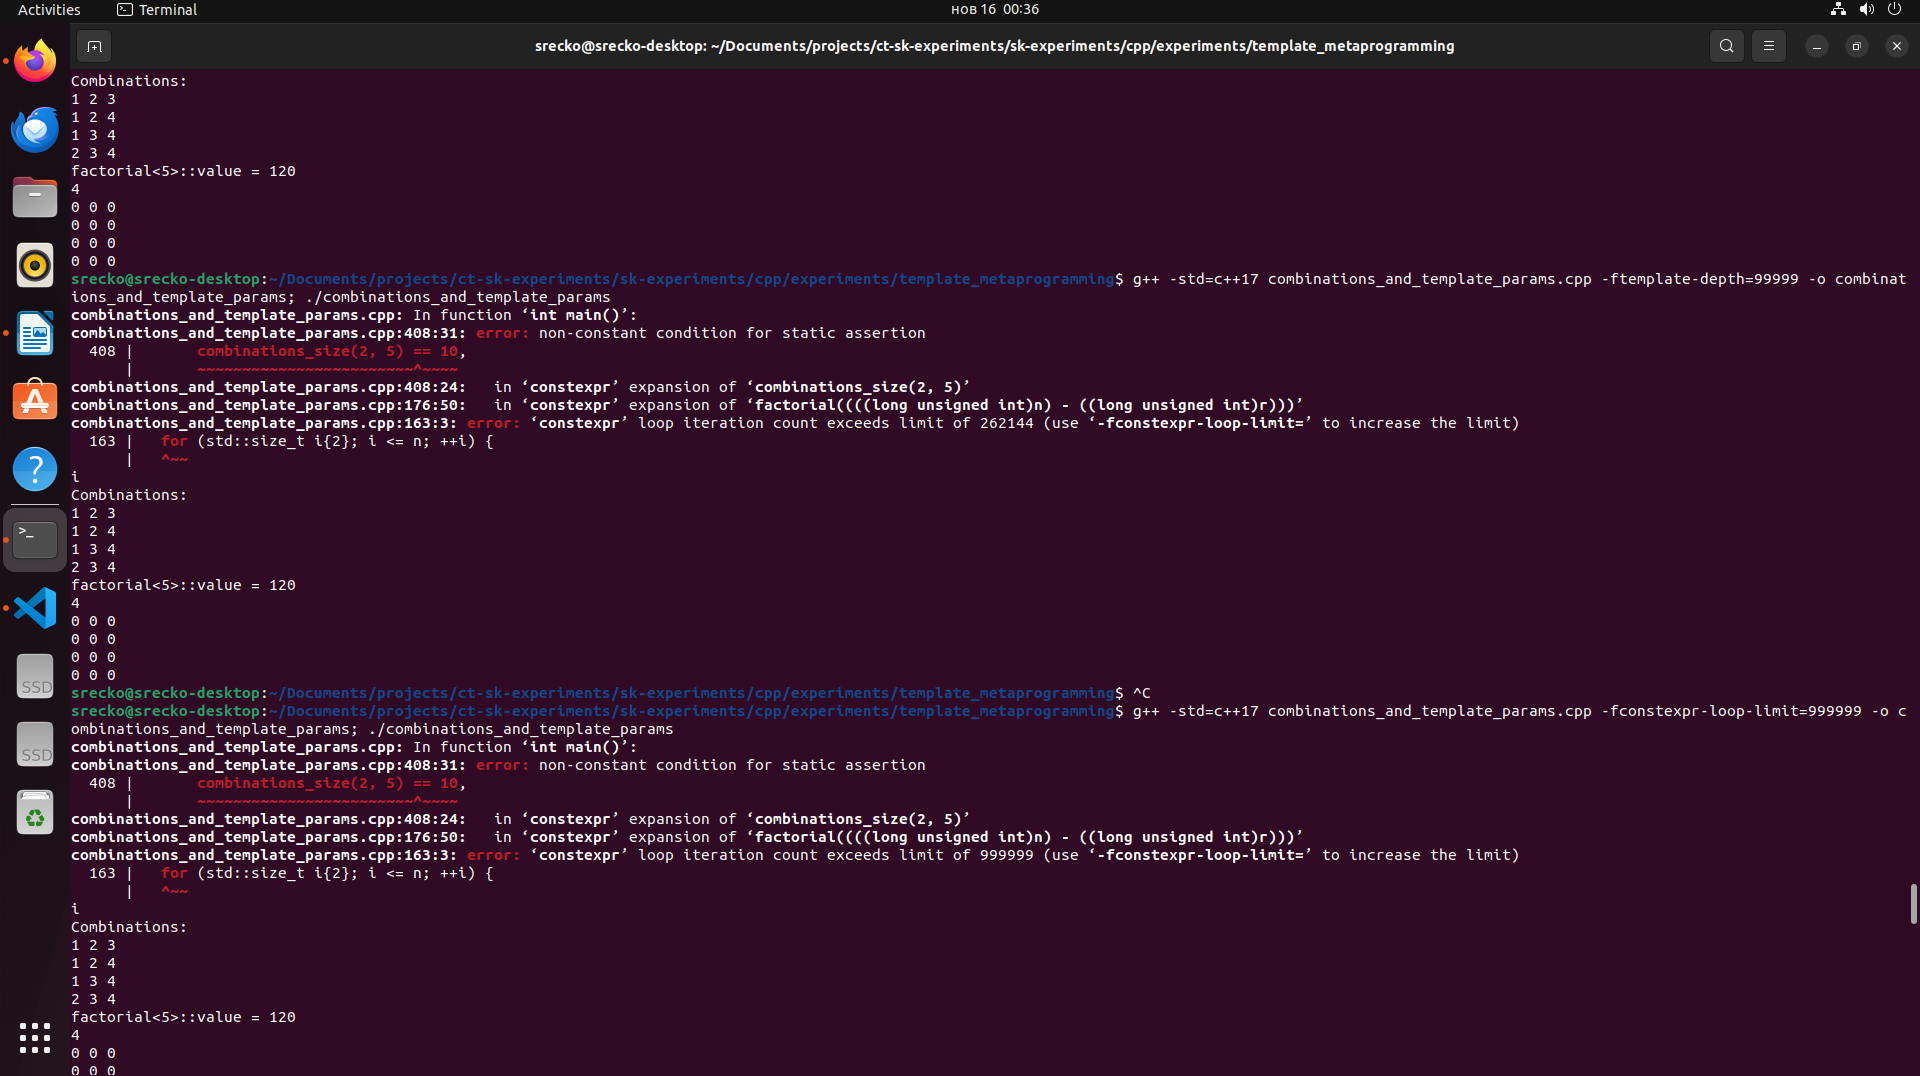 Activities
Terminal
нов 16 00:36
srecko@srecko-desktop: ~/Documents/projects/ct-sk-experiments/sk-experiments/cpp/experiments/template_metaprogramming
Combinations:
1 2 3
1 2 4
1 3 4
2 3 4
factorial<5>::value = 120
4
0 0 0
0 0 0
0 0 0
0 0 0
srecko@srecko-desktop:~/Documents/projects/ct-sk-experiments/sk-experiments/cpp/experiments/template_metaprogramming$ g++ -std=c++17 combinations_and_template_params.cpp -ftemplate-depth=99999 -o combinat
ions_and_template_params; ./combinations_and_template_params
combinations_and_template_params.cpp: In function ‘int main()’:
combinations_and_template_params.cpp:408:31: error: non-constant condition for static assertion
  408 |       combinations_size(2, 5) == 10,
      |       ~~~~~~~~~~~~~~~~~~~~~~~~^~~~~
combinations_and_template_params.cpp:408:24:   in ‘constexpr’ expansion of ‘combinations_size(2, 5)’
combinations_and_template_params.cpp:176:50:   in ‘constexpr’ expansion of ‘factorial((((long unsigned int)n) - ((long unsigned int)r)))’
combinations_and_template_params.cpp:163:3: error: ‘constexpr’ loop iteration count exceeds limit of 262144 (use ‘-fconstexpr-loop-limit=’ to increase the limit)
  163 |   for (std::size_t i{2}; i <= n; ++i) {
      |   ^~~
i
Combinations:
1 2 3
1 2 4
1 3 4
2 3 4
factorial<5>::value = 120
4
0 0 0
0 0 0
0 0 0
0 0 0
srecko@srecko-desktop:~/Documents/projects/ct-sk-experiments/sk-experiments/cpp/experiments/template_metaprogramming$ ^C
srecko@srecko-desktop:~/Documents/projects/ct-sk-experiments/sk-experiments/cpp/experiments/template_metaprogramming$ g++ -std=c++17 combinations_and_template_params.cpp -fconstexpr-loop-limit=999999 -o c
ombinations_and_template_params; ./combinations_and_template_params
combinations_and_template_params.cpp: In function ‘int main()’:
combinations_and_template_params.cpp:408:31: error: non-constant condition for static assertion
  408 |       combinations_size(2, 5) == 10,
      |       ~~~~~~~~~~~~~~~~~~~~~~~~^~~~~
combinations_and_template_params.cpp:408:24:   in ‘constexpr’ expansion of ‘combinations_size(2, 5)’
combinations_and_template_params.cpp:176:50:   in ‘constexpr’ expansion of ‘factorial((((long unsigned int)n) - ((long unsigned int)r)))’
combinations_and_template_params.cpp:163:3: error: ‘constexpr’ loop iteration count exceeds limit of 999999 (use ‘-fconstexpr-loop-limit=’ to increase the limit)
  163 |   for (std::size_t i{2}; i <= n; ++i) {
      |   ^~~
i
Combinations:
1 2 3
1 2 4
1 3 4
2 3 4
factorial<5>::value = 120
4
0 0 0
0 0 0
SSD
SSD